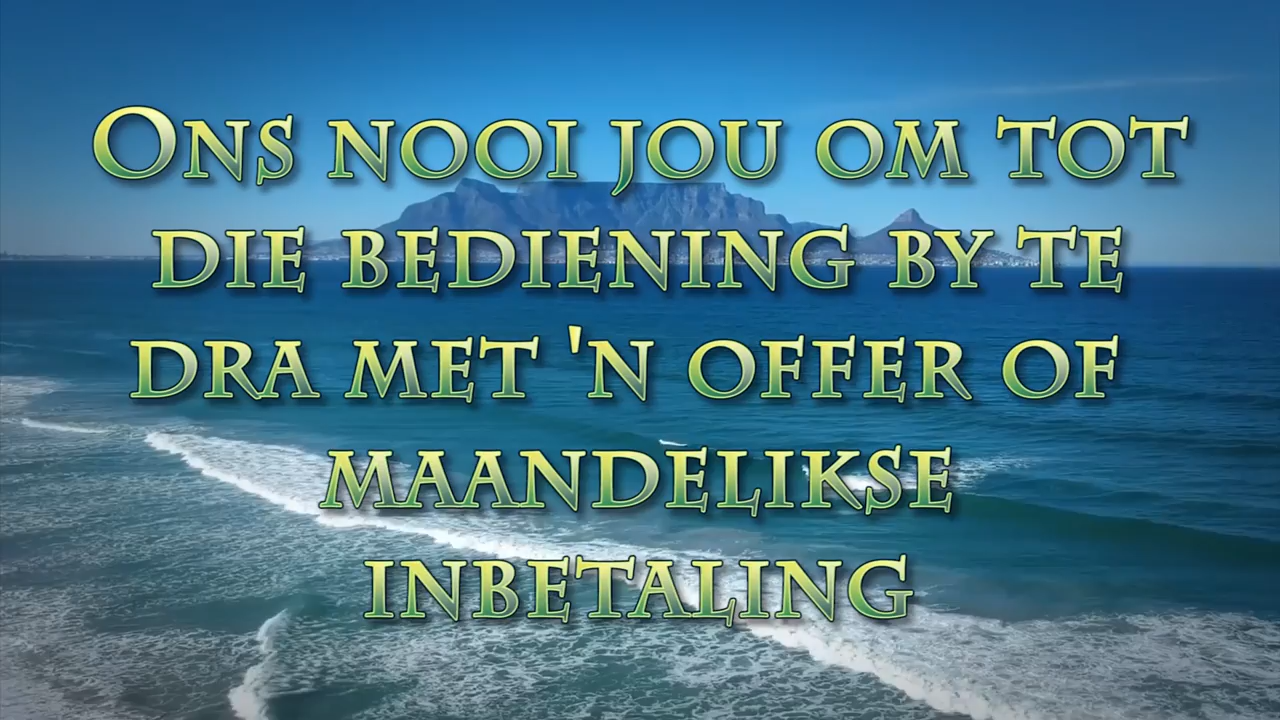 Ons nooi jou om tot
die bediening by te
dra met 'n offer of
maandelikse
inbetaling